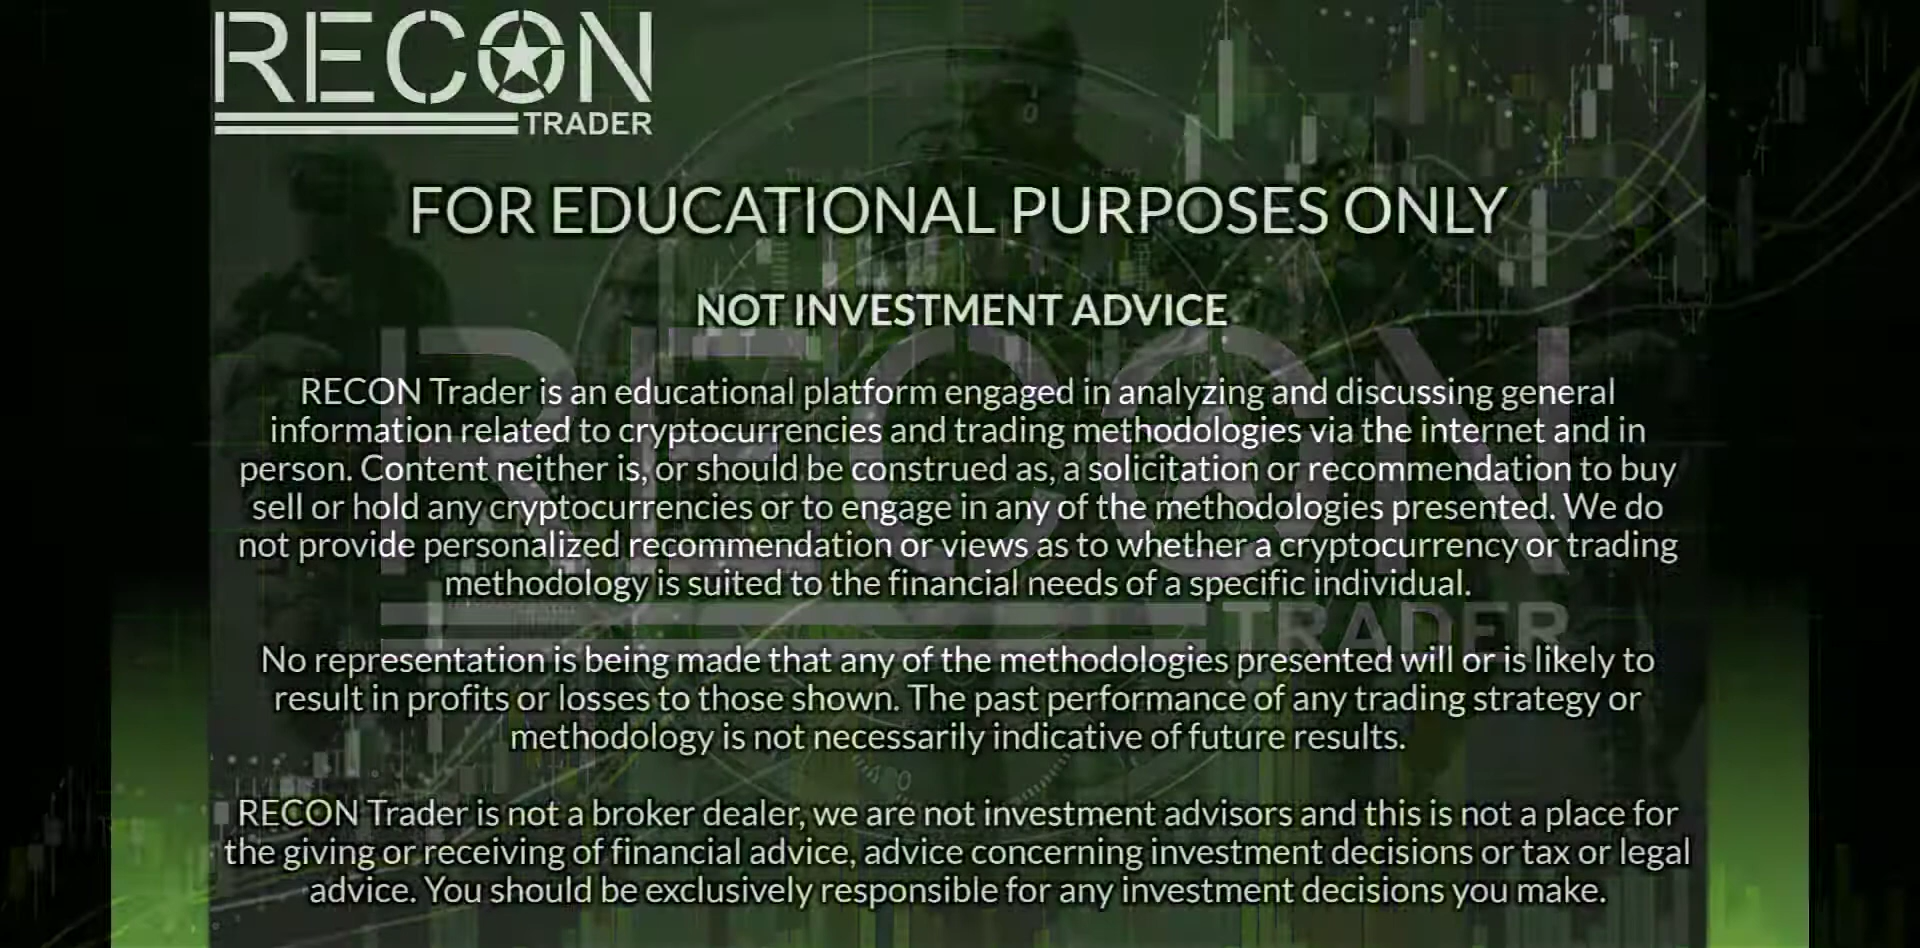 RECON
TRADER
FOR EDUCATIONAL PURPOSES ONLY
NOT INVESTMENT ADVICE
RECON Trader is an educational platform engaged in analyzing and discussing general
information related to cryptocurrencies and trading methodologies via the internet and in
person. Content neither is, or should be construed as, a solicitation or recommendation to buy
sell or hold any cryptocurrencies or to engage in any of the methodologies presented. We do
not provide personalized recommendation or views as to whether a cryptocurrency or trading
methodology is suited to the financial needs of a specific individual.
RECON
TRADER
No representation is being made that any of the methodologies presented will or is likely to
result in profits or losses to those shown. The past performance of any trading strategy or
methodology is not necessarily indicative of future results.
RECON Trader is not a broker dealer, we are not investment advisors and this is not a place for
the giving or receiving of financial advice, advice concerning investment decisions or tax or legal
advice. You should be exclusively responsible for any investment decisions you make.